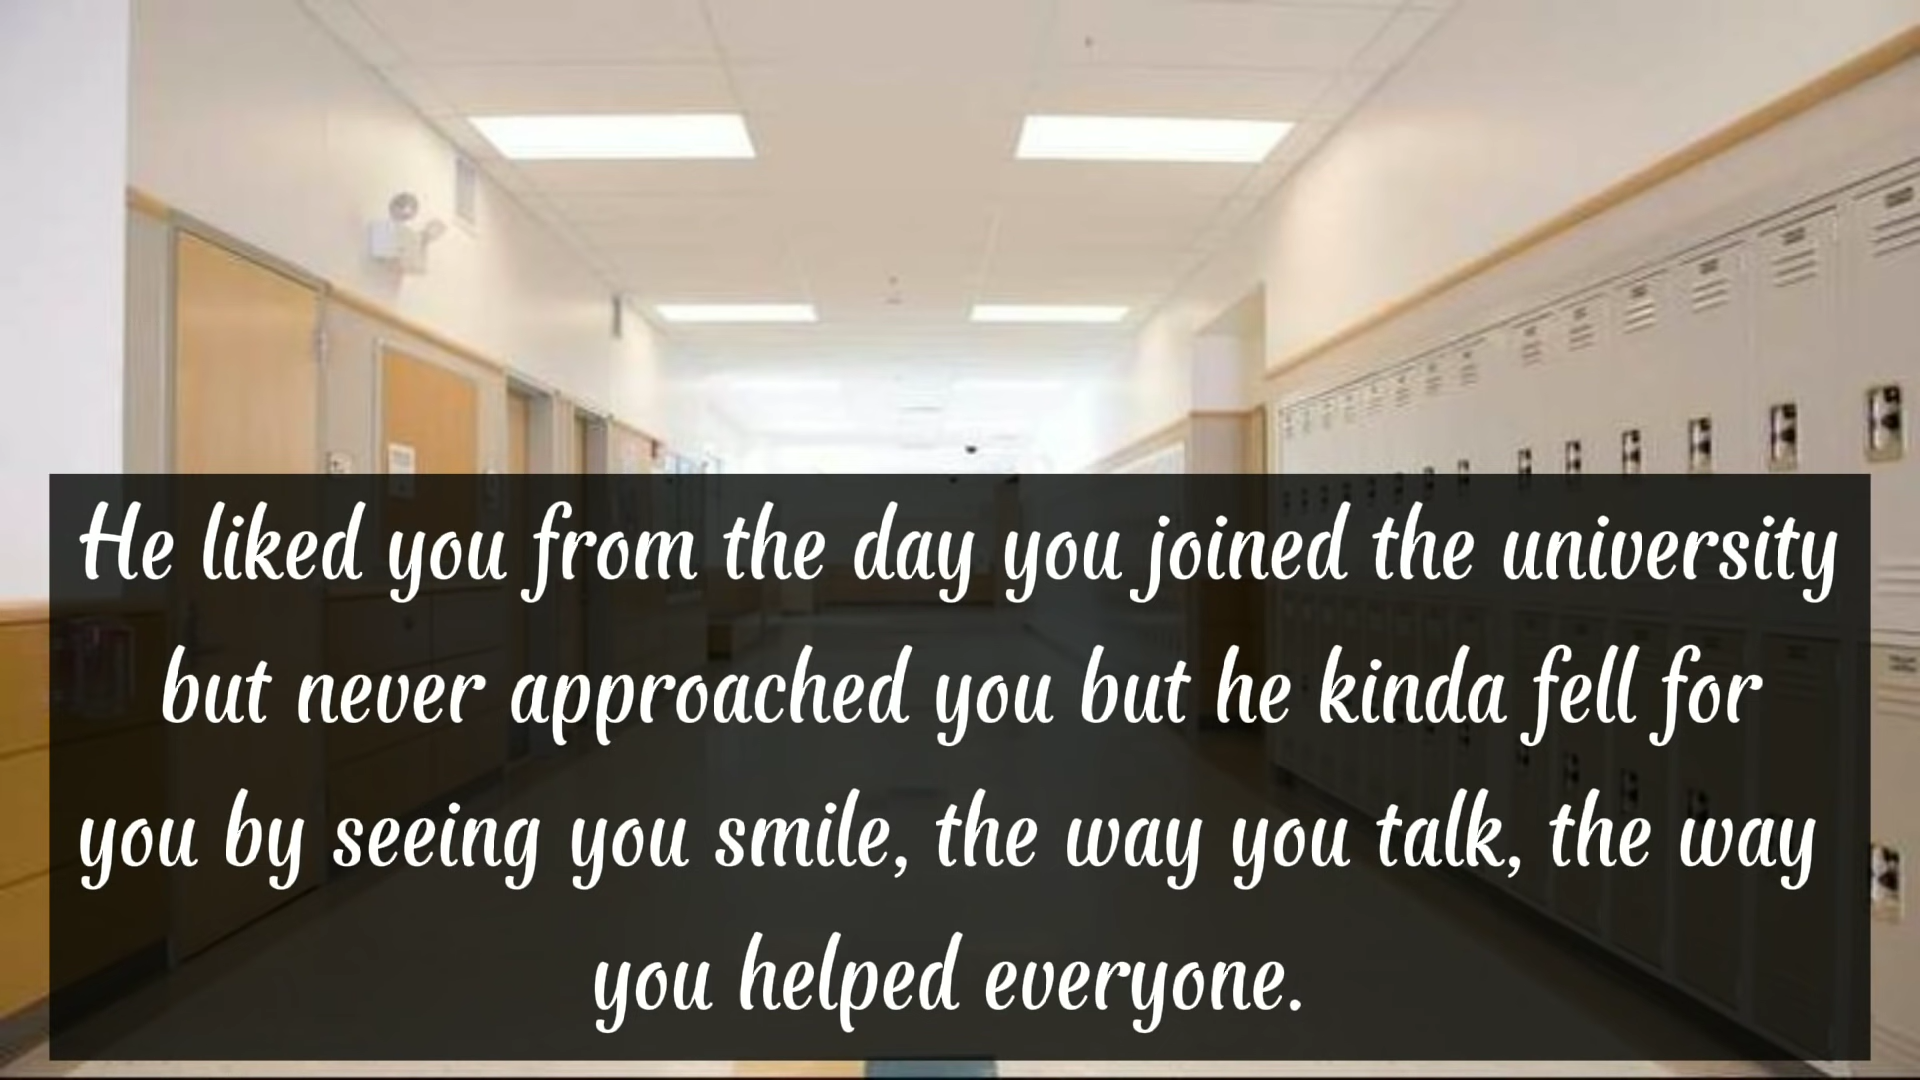 He liked you from the day you joined the university
but never approached you but he kinda fell for
you by seeing you smile, the way you talk, the way
you helped everyone.